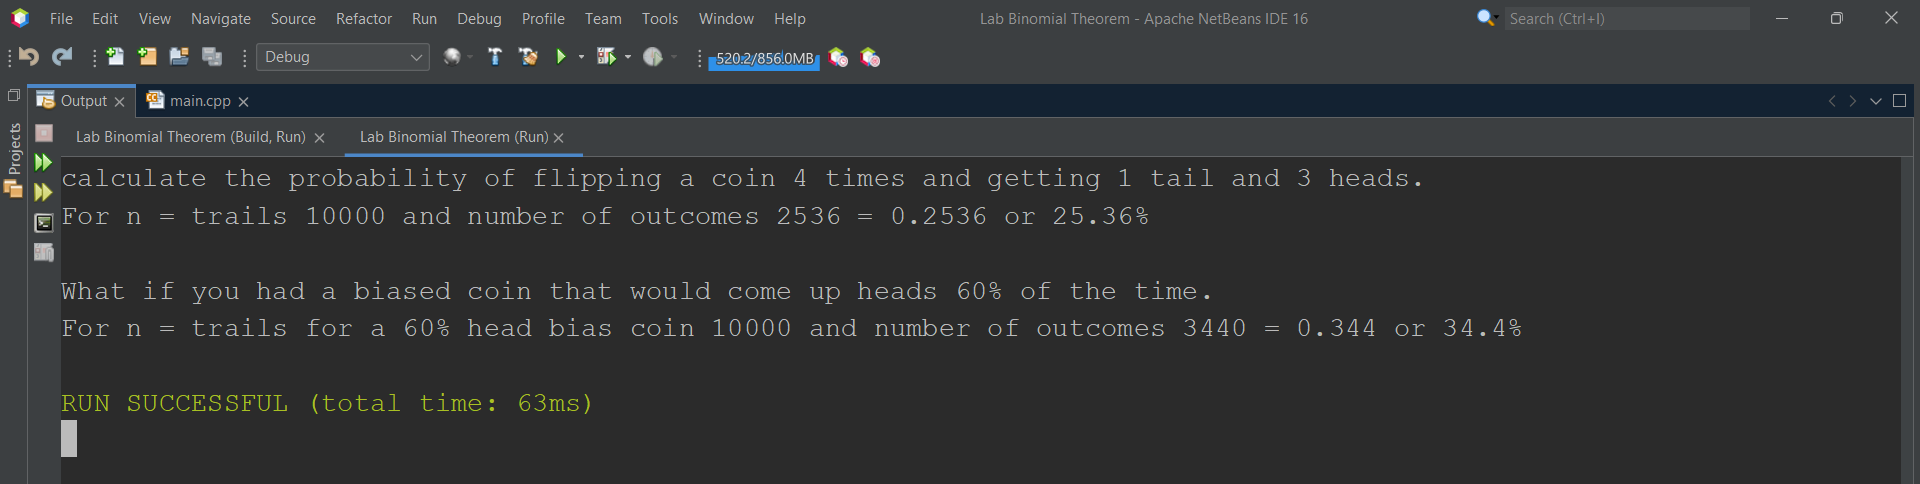 File Edit View Navigate Source Refactor Run Debug Profile Team Tools Window Help Lab Binomial Theorem - Apache NetBeans IDE 16 Search (Ctrl+I)
Debug 520.2/856.0MB
Output main.cpp
Projects
Lab Binomial Theorem (Build, Run) Lab Binomial Theorem (Run)
calculate the probability of flipping a coin 4 times and getting 1 tail and 3 heads.
For n = trails 10000 and number of outcomes 2536 = 0.2536 or 25.36%
What if you had a biased coin that would come up heads 60% of the time.
For n = trails for a 60% head bias coin 10000 and number of outcomes 3440 = 0.344 or 34.4%
RUN SUCCESSFUL (total time: 63ms)